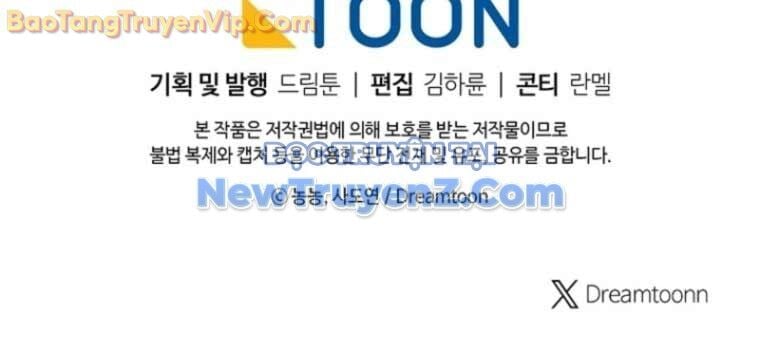 BaoTangTruyenVip.Com
TOON
기획 및 발행 드림툰 | 편집 김하륜 | 콘티 란멜
본 작품은 저작권법에 의해 보호를 받는 저작물이므로
불법 복제와 캡처 등을 이용한 무단 전재 및 유포, 공유를 금합니다.
ĐỌC TRUYỆN TẠI
NewTruyenZ.Com
© 농농, 사도연 / Dreamtoon
X Dreamtoonn